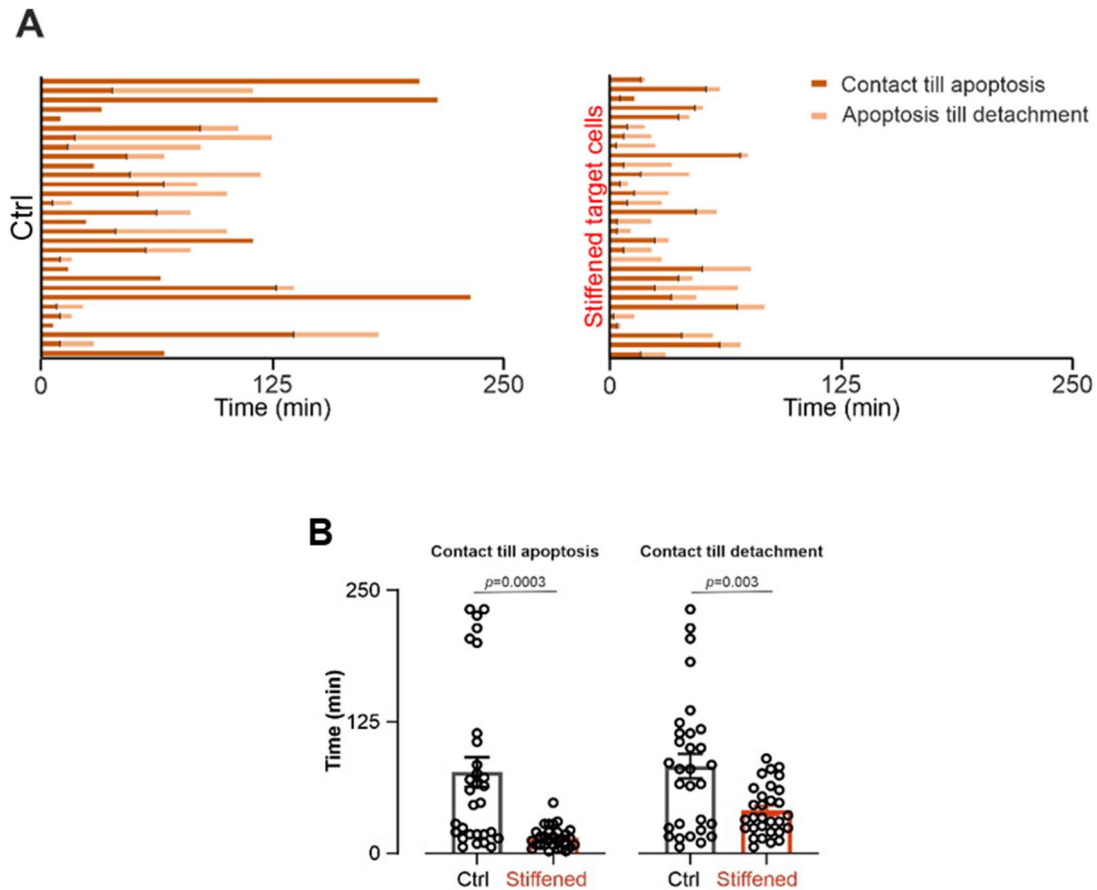 A
Ctrl
0 125 250
Time (min)
Stiffened target cells
0 125 250
Time (min)
Contact till apoptosis
Apoptosis till detachment
B
Contact till apoptosis
Contact till detachment
p=0.0003
p=0.003
Time (min)
250
125
0
Ctrl Stiffened
Ctrl Stiffened